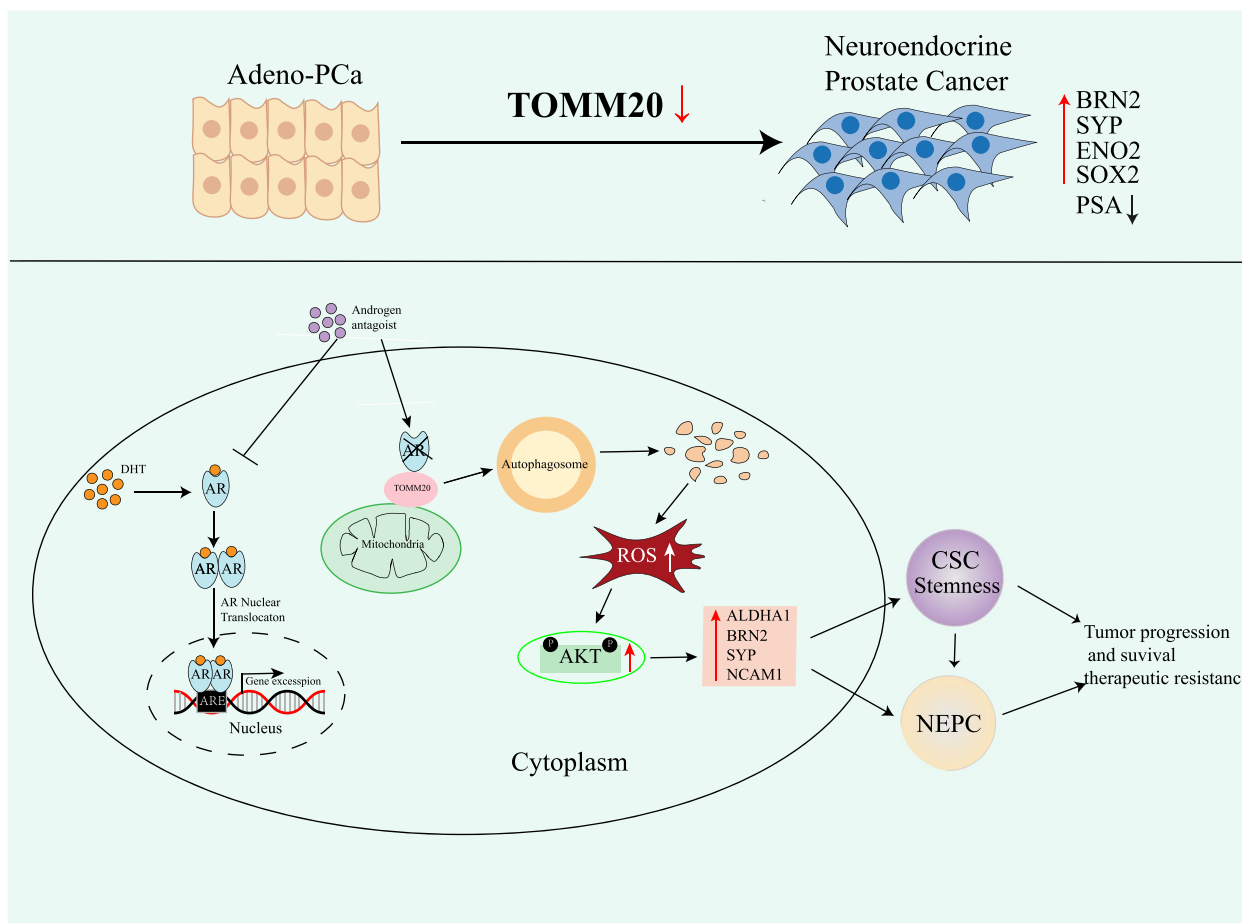 Adeno-PCa
TOMM20
Neuroendocrine
Prostate Cancer
BRN2
SYP
ENO2
SOX2
PSA
Androgen
antagoist
DHT
AR
AR
AR
AR Nuclear
Translocaton
AR
AR
ARE
Gene excession
Nucleus
AR
TOMM20
Mitochondria
Autophagosome
ROS
P
P
AKT
ALDHA1
BRN2
SYP
NCAM1
Cytoplasm
CSC
Stemness
NEPC
Tumor progression
and suvival
therapeutic resistance